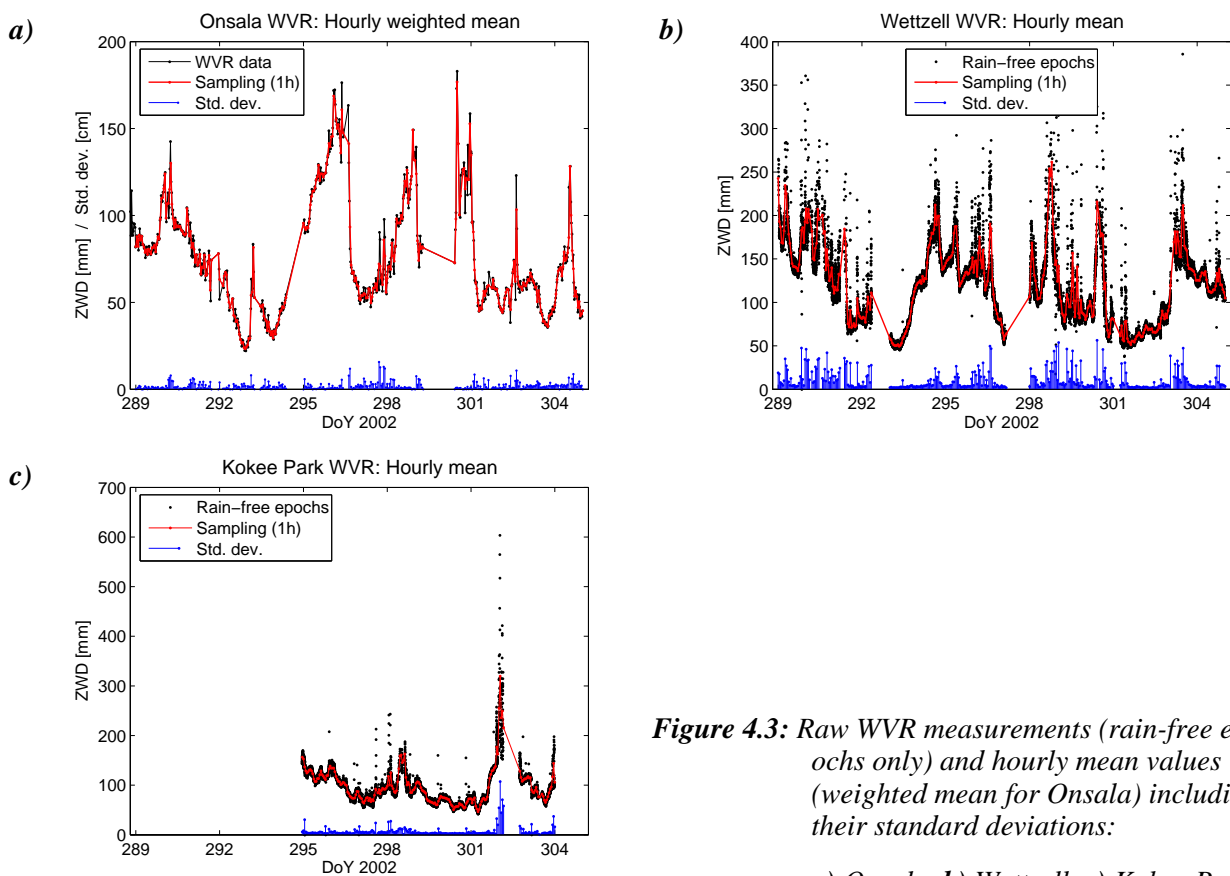 a)
Onsala WVR: Hourly weighted mean
WVR data
Sampling (1h)
Std. dev.
ZWD [mm] / Std. dev. [cm]
200
150
100
50
0
289 292 295 298 301 304
DoY 2002
b)
Wettzell WVR: Hourly mean
Rain−free epochs
Sampling (1h)
Std. dev.
ZWD [mm]
400
350
300
250
200
150
100
50
0
289 292 295 298 301 304
DoY 2002
c)
Kokee Park WVR: Hourly mean
Rain−free epochs
Sampling (1h)
Std. dev.
ZWD [mm]
700
600
500
400
300
200
100
0
289 292 295 298 301 304
DoY 2002
Figure 4.3: Raw WVR measurements (rain-free e
ochs only) and hourly mean values
(weighted mean for Onsala) includi
their standard deviations: